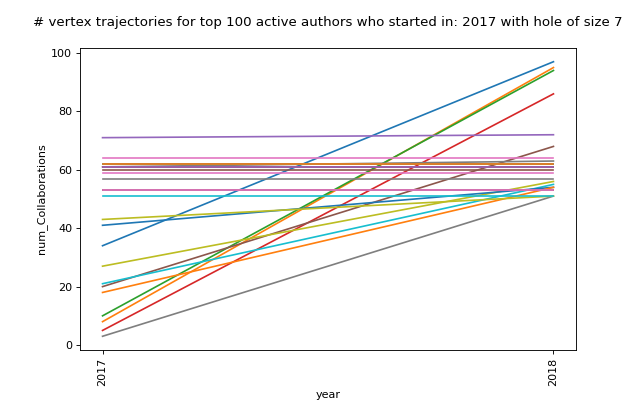 # vertex trajectories for top 100 active authors who started in: 2017 with hole of size 7
100
80
60
40
20
0
num_Collaborations
2017
2018
year